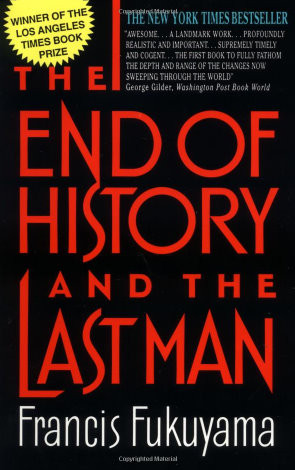 WINNER OF THE
LOS ANGELES
TIMES BOOK
PRIZE
THE NEW YORK TIMES BESTSELLER
"AWESOME. . . A LANDMARK WORK. . . PROFOUNDLY
REALISTIC AND IMPORTANT. . . SUPREMELY TIMELY
AND COGENT. . . THE FIRST BOOK TO FULLY FATHOM
THE DEPTH AND RANGE OF THE CHANGES NOW
SWEEPING THROUGH THE WORLD"
George Gilder, Washington Post Book World
THE
END OF
HISTORY
AND THE
LAST MAN
Francis Fukuyama
Copyrighted Material